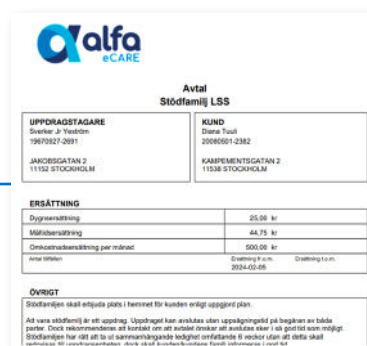 alfa
eCARE
Avtal
Stödfamilj LSS
UPPDRAGSTAGARE
Sverker Jr Yeström
19670827-2691
JAKOBSGATAN 2
11152 STOCKHOLM
KUND
Diana Tuuli
20080501-2382
KAMPEMENTSGATAN 2
11538 STOCKHOLM
ERSÄTTNING
Dygnsersättning 25,00 kr
Måltidsersättning 44,75 kr
Omkostnadsersättning per månad 500,00 kr
Antal tillfällen Ersättning fr.o.m. Ersättning t.o.m.
2024-02-05
ÖVRIGT
Stödfamiljen skall erbjuda plats i hemmet för kunden enligt uppgjord plan.
Att vara stödfamilj är ett uppdrag. Uppdraget kan avslutas utan uppsägningstid på begäran av båda
parter. Dock rekommenderas att kontakt om att avtalet önskar att avslutas sker i så god tid som möjligt.
Stödfamiljen har rätt att ta ut sammanhängande ledighet omfattande 6 veckor utan att detta skall